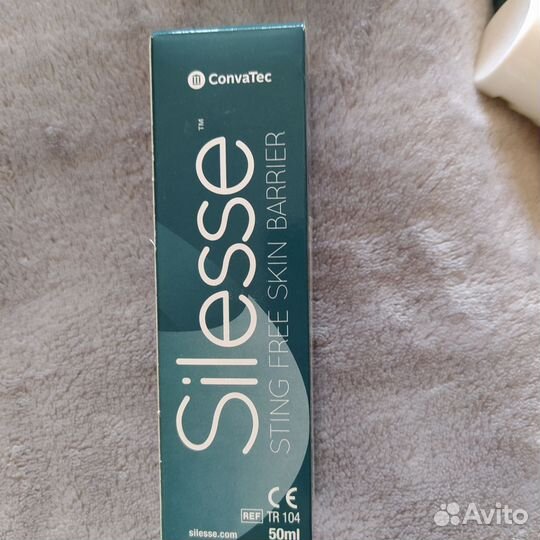 ConvaTec
Silesse™
STING FREE SKIN BARRIER
CE
REF TR 104
silesse.com 50ml
Avito